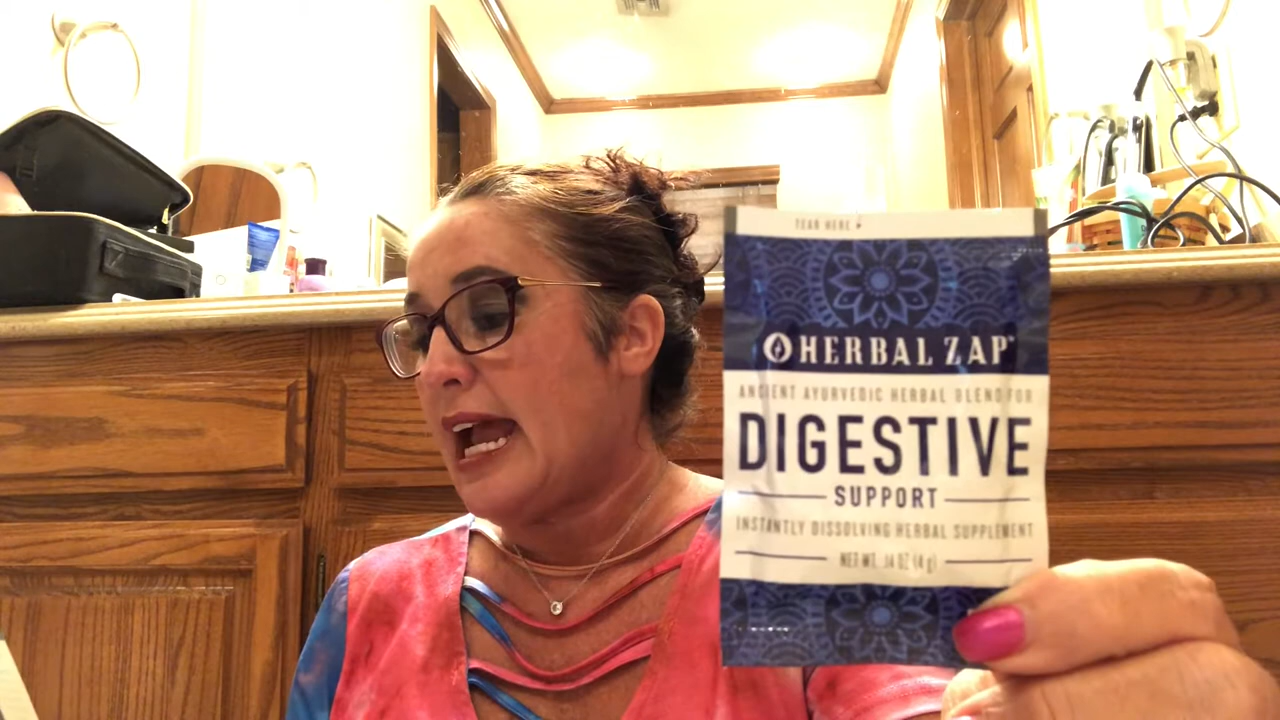 TEAR HERE
HERBAL ZAP™
ANCIENT AYURVEDIC HERBAL BLEND FOR
DIGESTIVE
SUPPORT
INSTANTLY DISSOLVING HERBAL SUPPLEMENT
NET WT. .14 OZ (4 g)